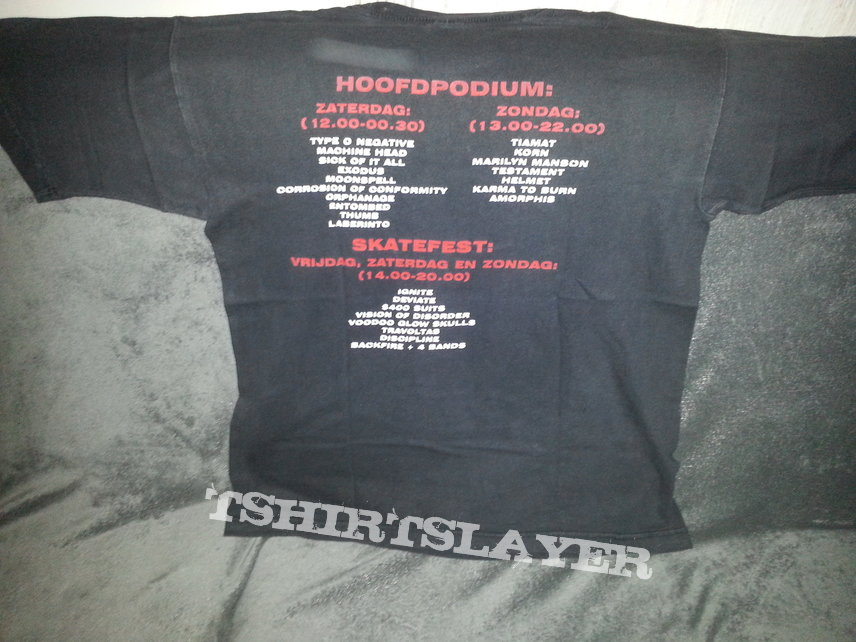 HOOFDPODIUM:
ZATERDAG:
(12.00-00.30)
TYPE O NEGATIVE
MACHINE HEAD
SICK OF IT ALL
EXODUS
MOONSPELL
CORROSION OF CONFORMITY
ORPHANAGE
ENTOMBED
THUMB
LABERINTO
ZONDAG:
(13.00-22.00)
TIAMAT
KORN
MARILYN MANSON
TESTAMENT
HELMET
KARMA TO BURN
AMORPHIS
SKATEFEST:
VRIJDAG, ZATERDAG EN ZONDAG:
(14.00-20.00)
IGNITE
DEVIATE
$400 SUITS
VISION OF DISORDER
VOODOO GLOW SKULLS
TRAVOLTAS
DISCIPLINE
BACKFIRE + 4 BANDS
TSHIRTSLAYER